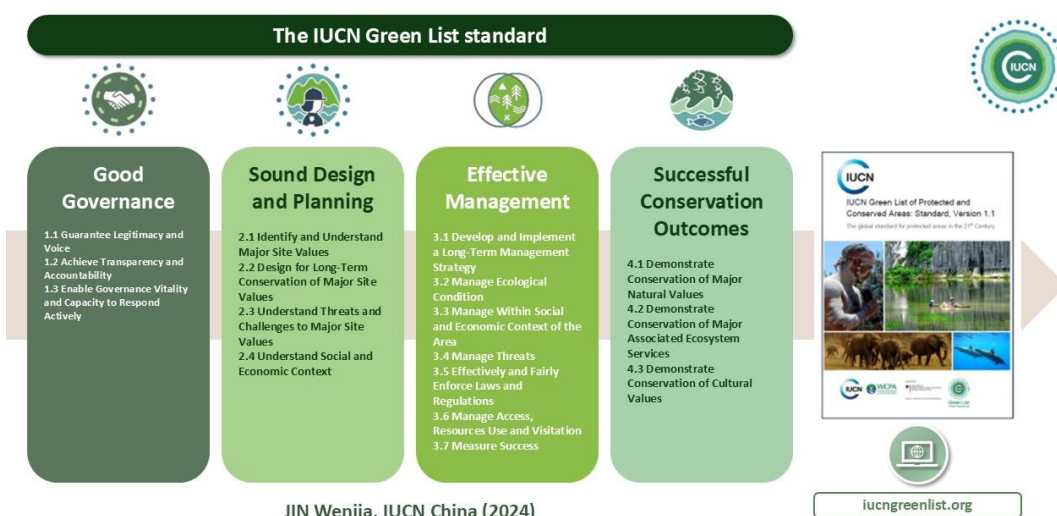 The IUCN Green List standard
IUCN
Good
Governance
1.1 Guarantee Legitimacy and
Voice
1.2 Achieve Transparency and
Accountability
1.3 Enable Governance Vitality
and Capacity to Respond
Actively
Sound Design
and Planning
2.1 Identify and Understand
Major Site Values
2.2 Design for Long-Term
Conservation of Major Site
Values
2.3 Understand Threats and
Challenges to Major Site
Values
2.4 Understand Social and
Economic Context
Effective
Management
3.1 Develop and Implement
a Long-Term Management
Strategy
3.2 Manage Ecological
Condition
3.3 Manage Within Social
and Economic Context of the
Area
3.4 Manage Threats
3.5 Effectively and Fairly
Enforce Laws and
Regulations
3.6 Manage Access,
Resources Use and Visitation
3.7 Measure Success
Successful
Conservation
Outcomes
4.1 Demonstrate
Conservation of Major
Natural Values
4.2 Demonstrate
Conservation of Major
Associated Ecosystem
Services
4.3 Demonstrate
Conservation of Cultural
Values
IUCN
IUCN Green List of Protected and
Conserved Areas: Standard, Version 1.1
The global standard for protected areas in the 21st Century
IUCN
WCPA
Green List
iucngreenlist.org
JIN Wenjia, IUCN China (2024)